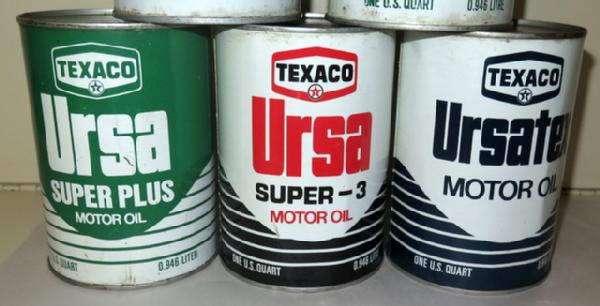 ONE U.S. QUART 0.946 LITRE
TEXACO
Ursa
SUPER PLUS
MOTOR OIL
U.S. QUART 0.946 LITER
TEXACO
Ursa
SUPER-3
MOTOR OIL
ONE U.S. QUART 0.946 LITER
TEXACO
Ursatex
MOTOR OIL
ONE U.S. QUART